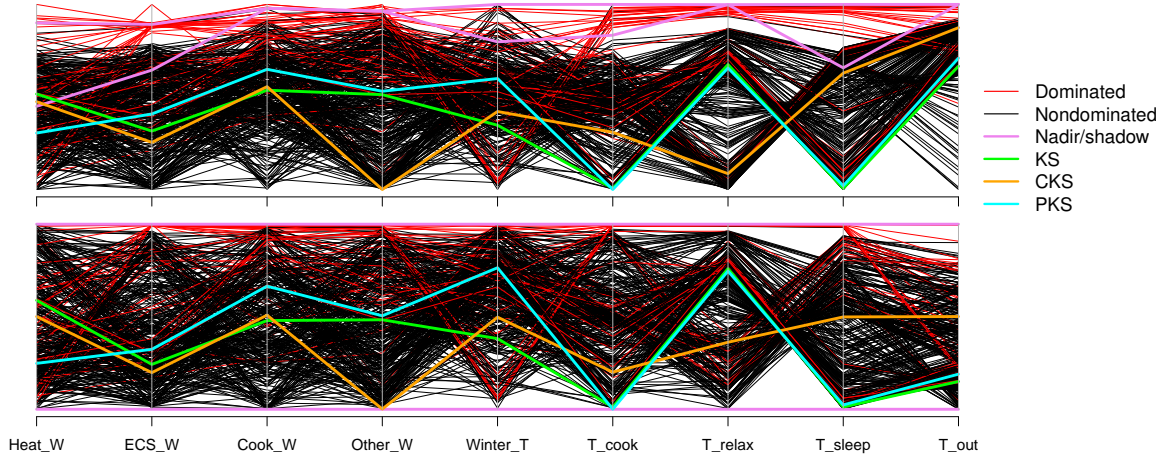 Dominated
Nondominated
Nadir/shadow
KS
CKS
PKS
Heat_W ECS_W Cook_W Other_W Winter_T T_cook T_relax T_sleep T_out